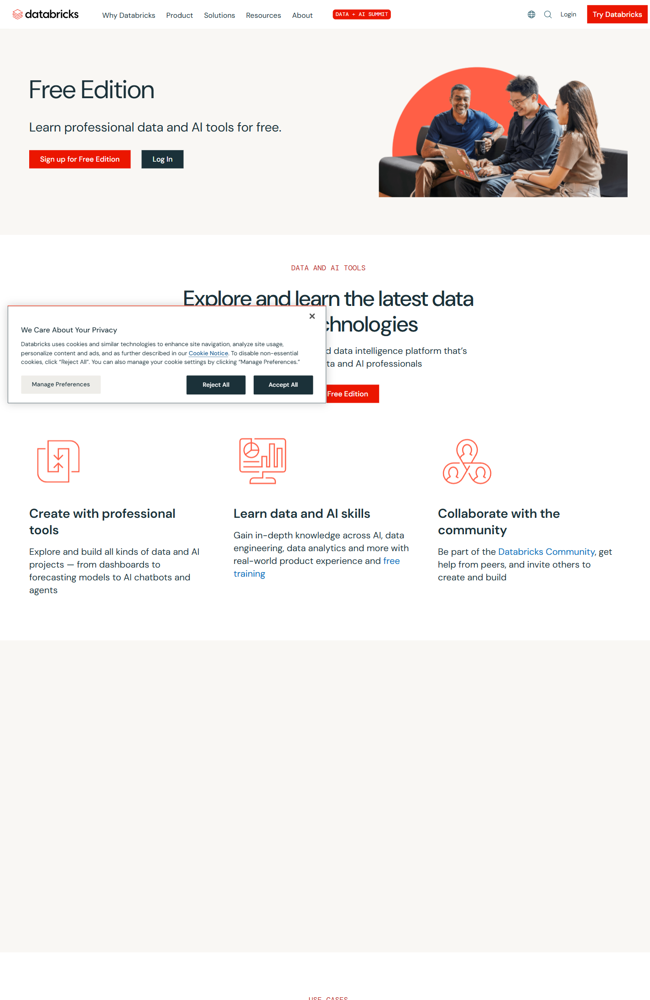 databricks
Why Databricks
Product
Solutions
Resources
About
DATA + AI SUMMIT
Login
Try Databricks
Free Edition
Learn professional data and AI tools for free.
Sign up for Free Edition
Log In
DATA AND AI TOOLS
Explore and learn the latest data
chnologies
d data intelligence platform that’s
ta and AI professionals
Free Edition
We Care About Your Privacy
Databricks uses cookies and similar technologies to enhance site navigation, analyze site usage,
personalize content and ads, and as further described in our Cookie Notice. To disable non-essential
cookies, click “Reject All”. You can also manage your cookie settings by clicking “Manage Preferences.”
Manage Preferences
Reject All
Accept All
Create with professional
tools
Explore and build all kinds of data and AI
projects — from dashboards to
forecasting models to AI chatbots and
agents
Learn data and AI skills
Gain in-depth knowledge across AI, data
engineering, data analytics and more with
real-world product experience and free
training
Collaborate with the
community
Be part of the Databricks Community, get
help from peers, and invite others to
create and build
USE CASES